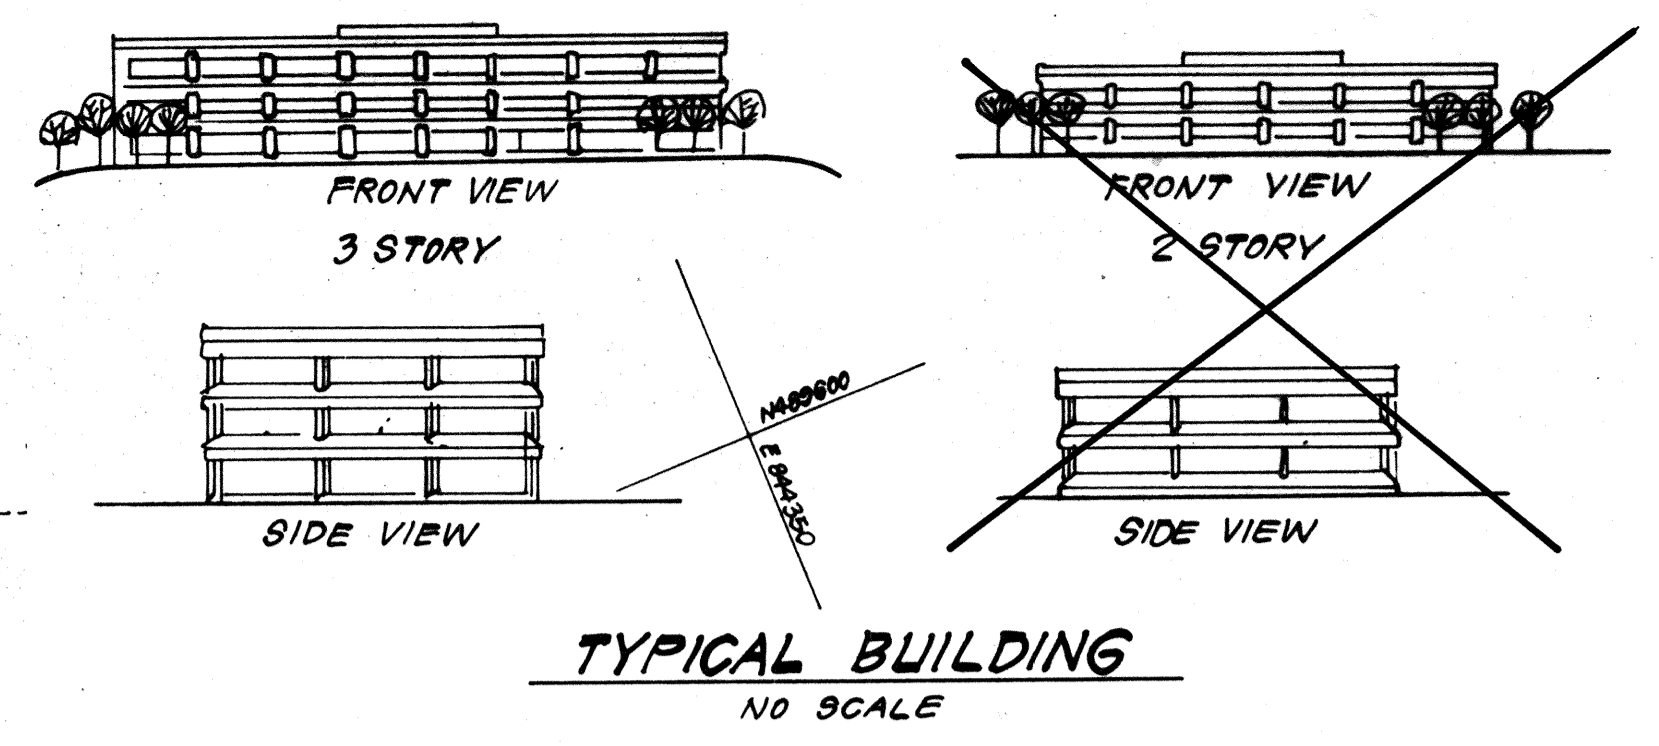 FRONT VIEW
3 STORY
FRONT VIEW
2 STORY
N489600
E 844350
SIDE VIEW
SIDE VIEW
TYPICAL BUILDING
NO SCALE